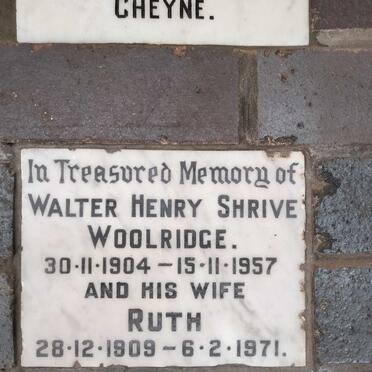 CHEYNE.
In Treasured Memory of
WALTER HENRY SHRIVE
WOOLRIDGE.
30·11·1904 – 15·11·1957
AND HIS WIFE
RUTH
28·12·1909 – 6·2·1971.